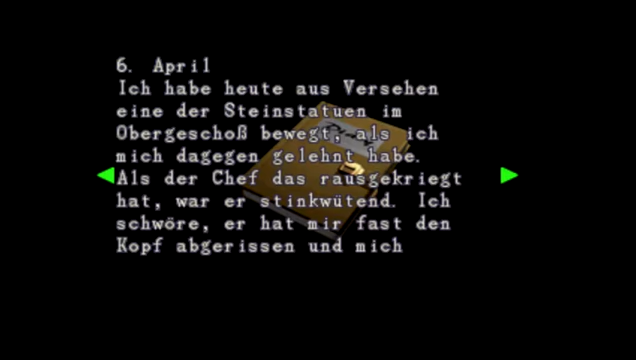 6. April
Ich habe heute aus Versehen
eine der Steinstatuen im
Obergeschoß bewegt, als ich
mich dagegen gelehnt habe.
Als der Chef das rausgekriegt
hat, war er stinkwütend. Ich
schwöre, er hat mir fast den
Kopf abgerissen und mich